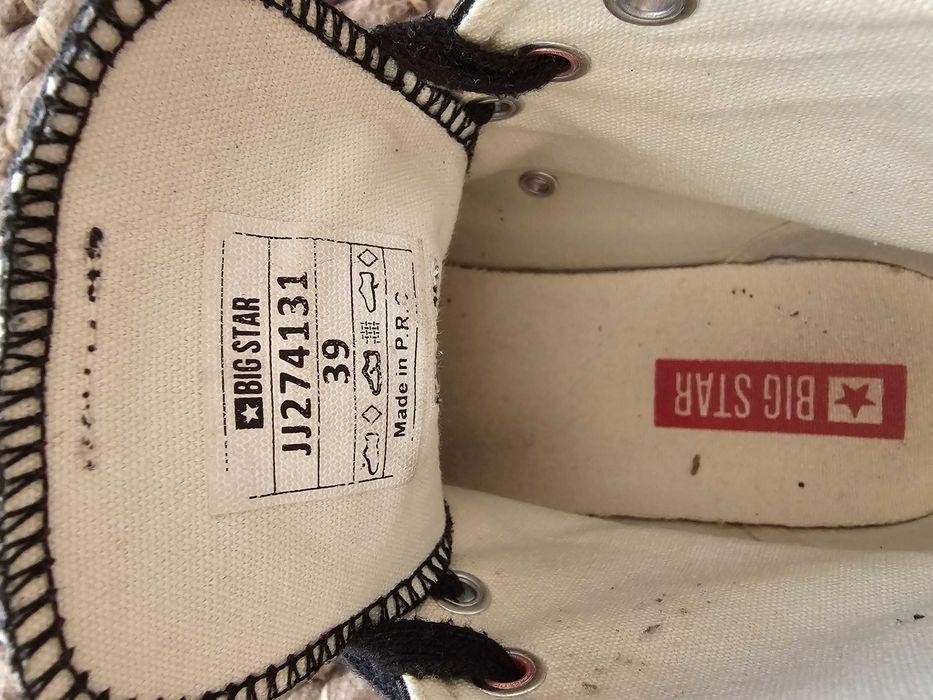 BIG STAR
JJ274131
39
Made in P.R.C
BIG STAR